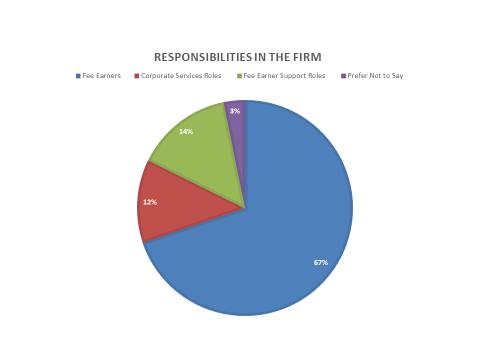 RESPONSIBILITIES IN THE FIRM
Fee Earners Corporate Services Roles Fee Earner Support Roles Prefer Not to Say
3%
14%
12%
67%